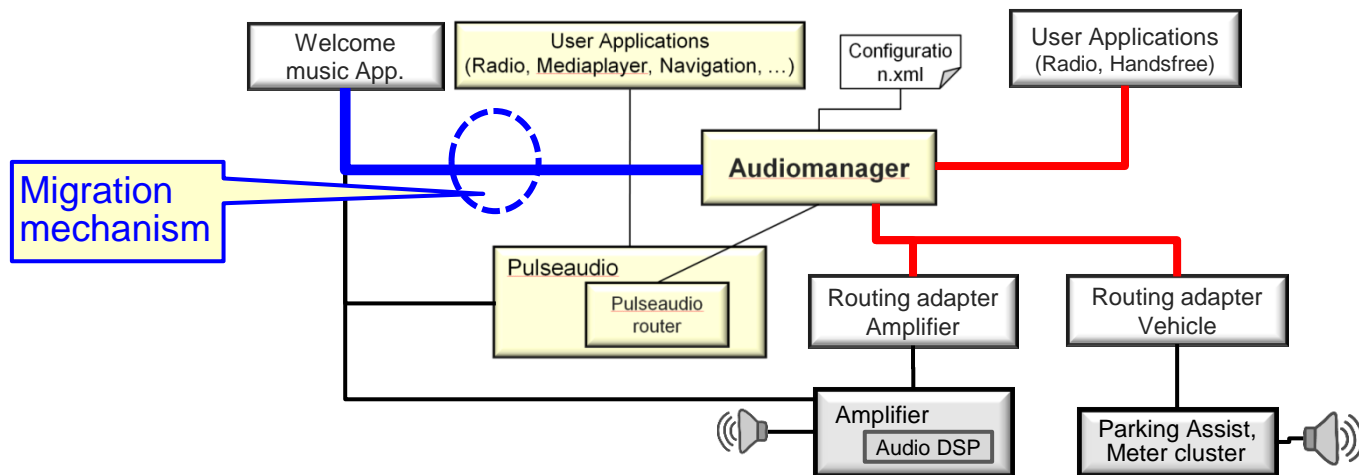 Welcome
music App.
User Applications
(Radio, Mediaplayer, Navigation, …)
Configuratio
n.xml
User Applications
(Radio, Handsfree)
Audiomanager
Migration
mechanism
Pulseaudio
Pulseaudio
router
Routing adapter
Amplifier
Routing adapter
Vehicle
Amplifier
Audio DSP
Parking Assist,
Meter cluster